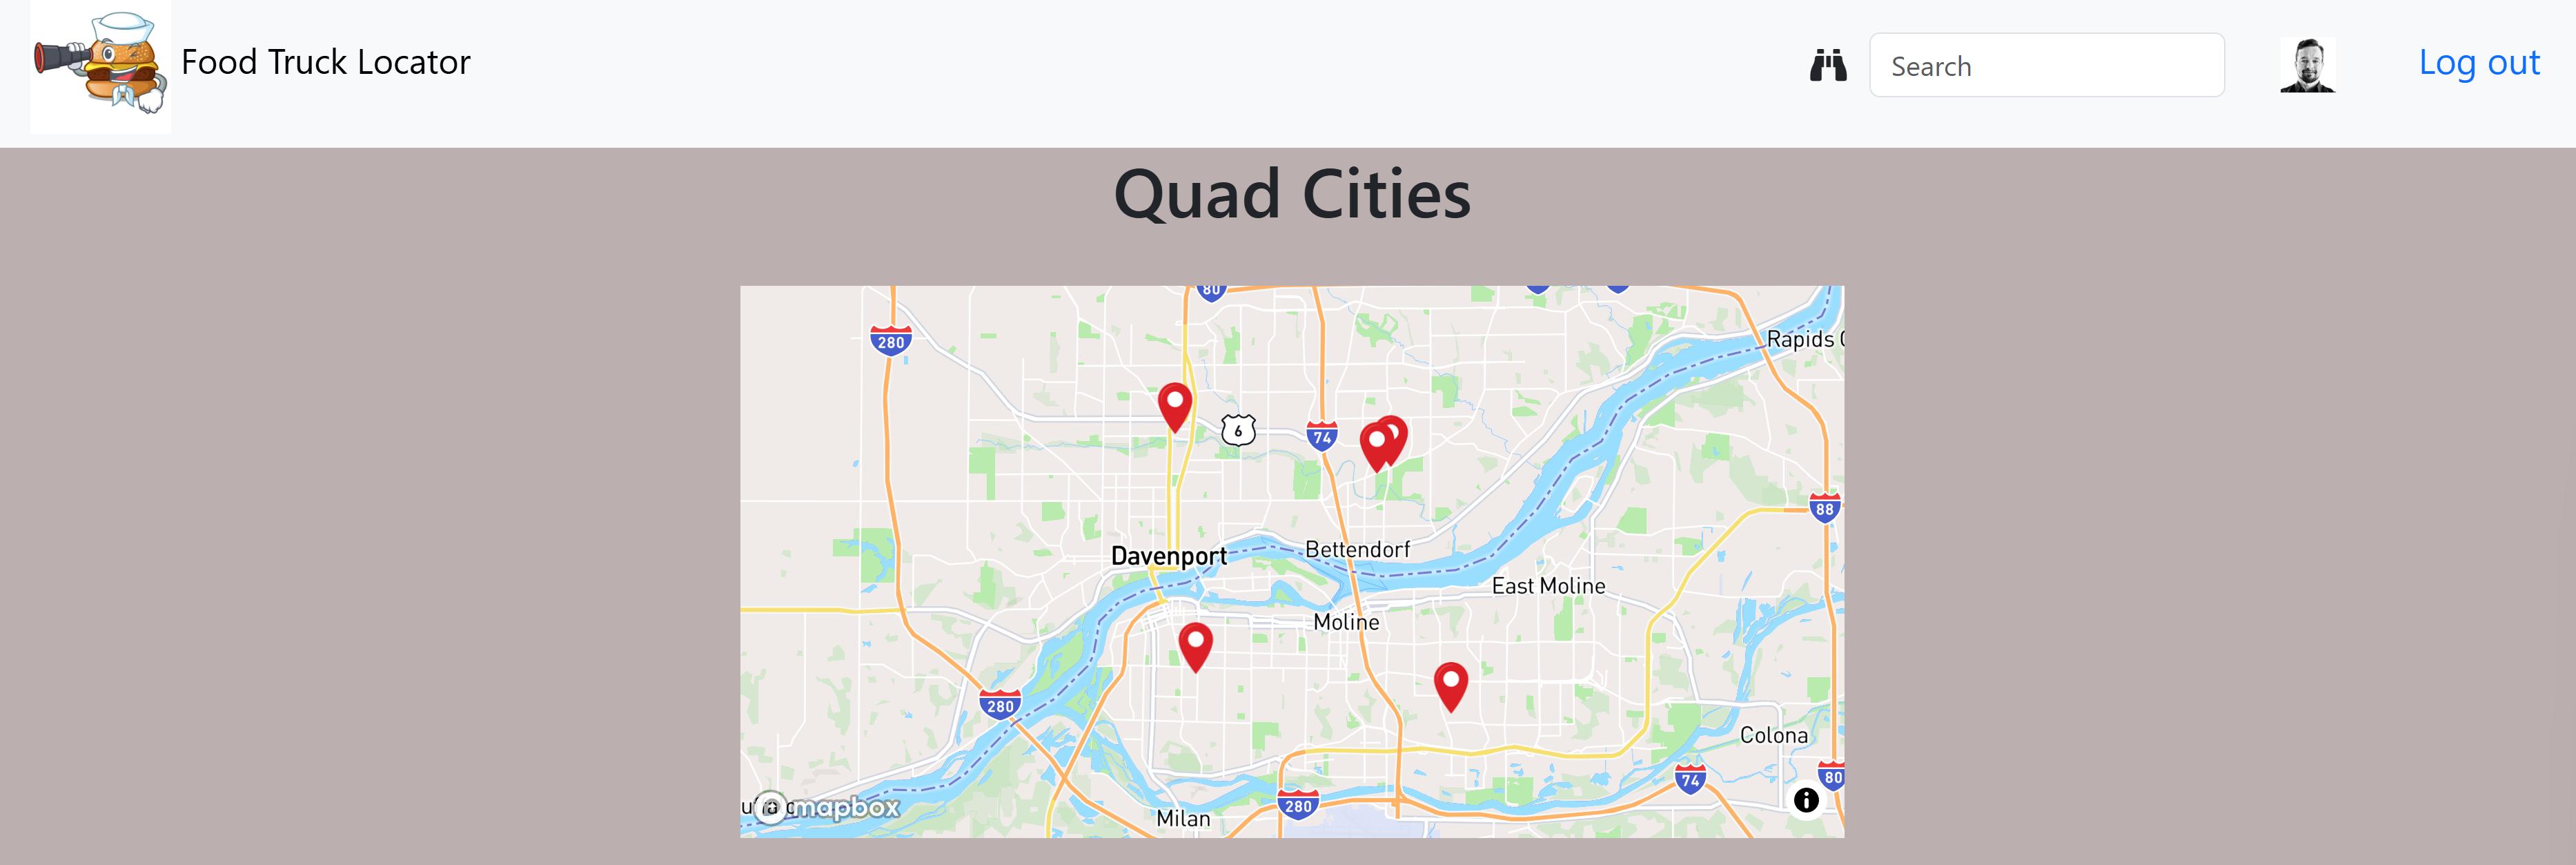 Food Truck Locator
Search
Log out
Quad Cities
80
280
Rapids
6
74
88
Davenport
Bettendorf
East Moline
Moline
280
Colona
74
80
280
mapbox
Milan